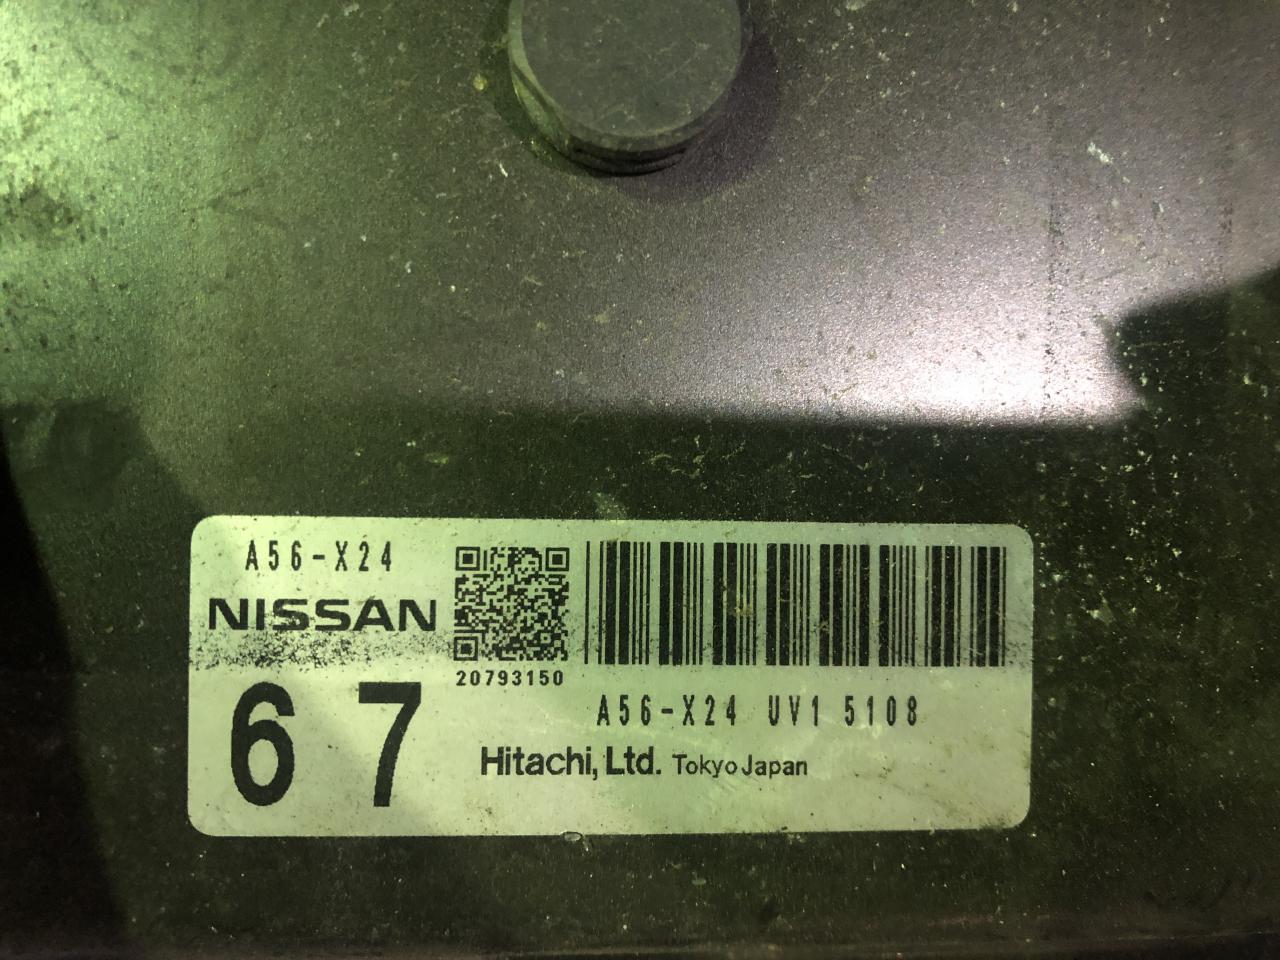 A56-X24
NISSAN
20793150
67
A56-X24 UV1 5108
Hitachi, Ltd. Tokyo Japan